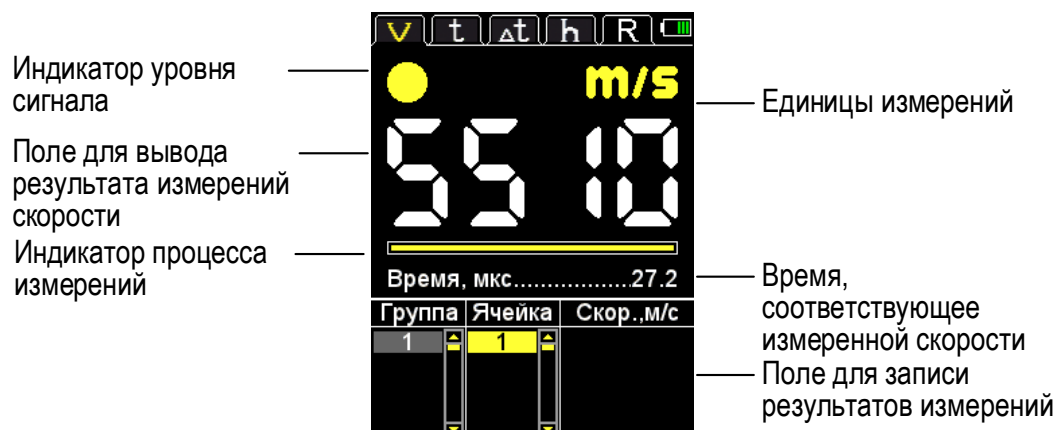 V t Δt h R
Индикатор уровня
сигнала
m/s
Единицы измерений
5510
Поле для вывода
результата измерений
скорости
Индикатор процесса
измерений
Время, мкс..................27.2
Время,
соответствующее
измеренной скорости
Группа Ячейка Скор.,м/с
1 1
Поле для записи
результатов измерений